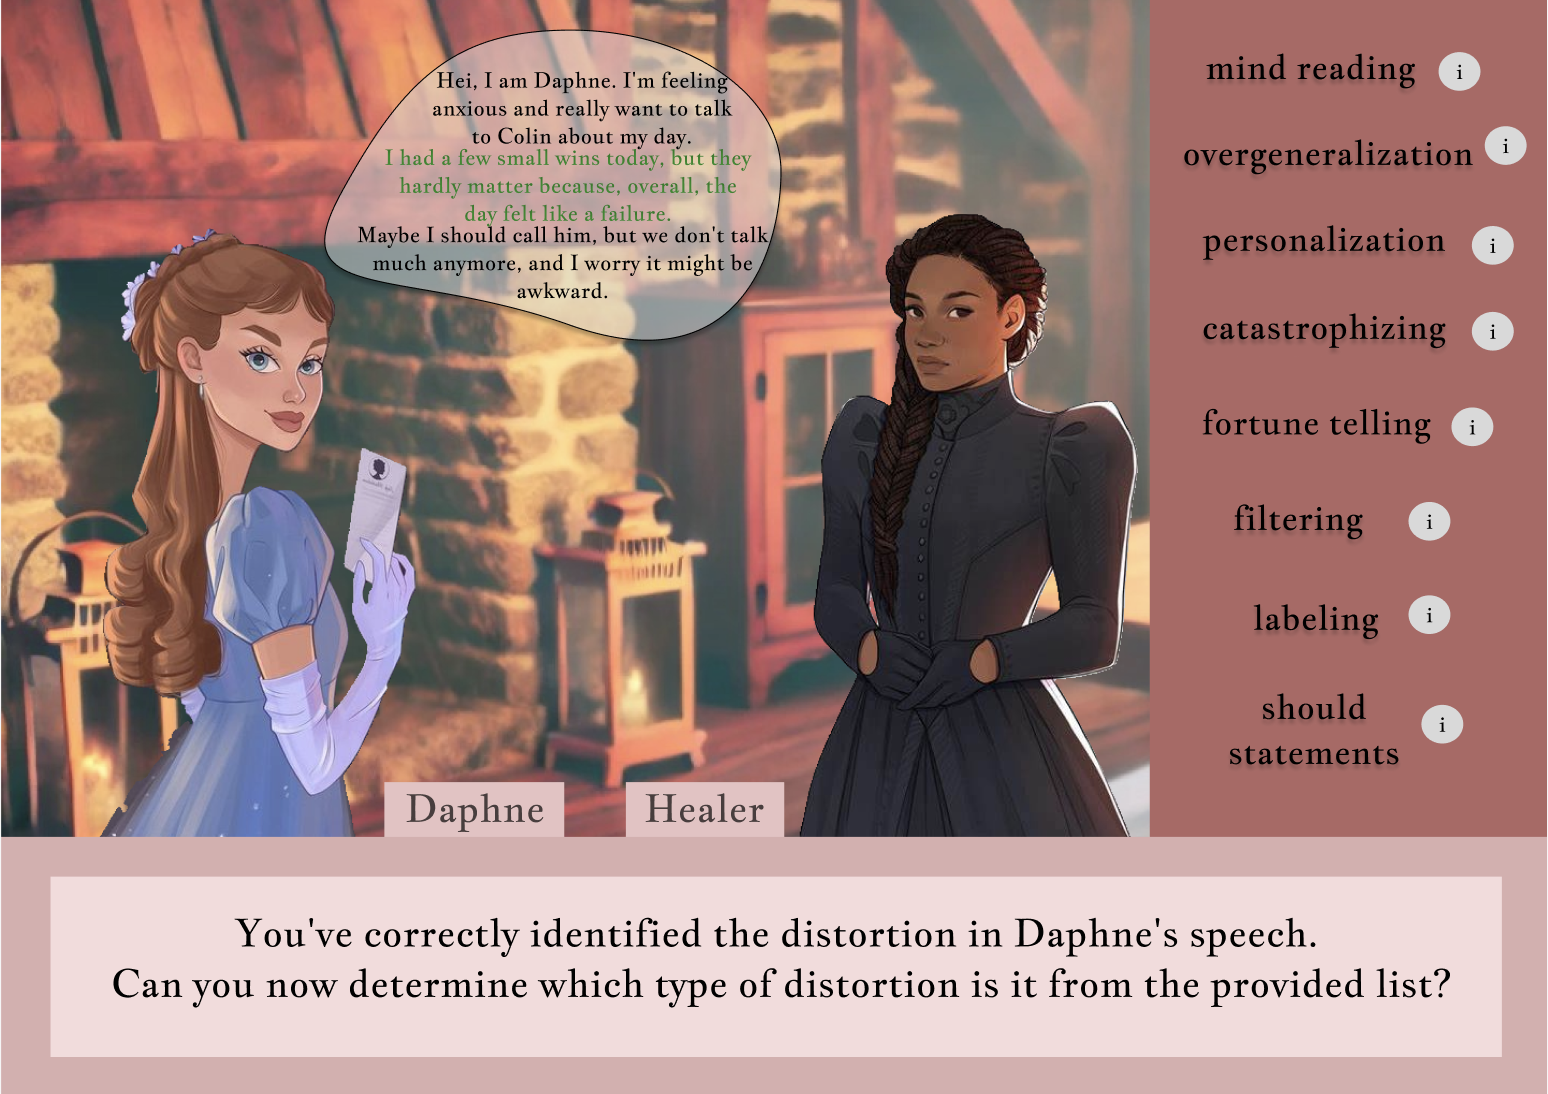 Hei, I am Daphne. I'm feeling
anxious and really want to talk
to Colin about my day.
I had a few small wins today, but they
hardly matter because, overall, the
day felt like a failure.
Maybe I should call him, but we don't talk
much anymore, and I worry it might be
awkward.
Daphne
Healer
mind reading i
overgeneralization i
personalization i
catastrophizing i
fortune telling i
filtering i
labeling i
should
statements i
You've correctly identified the distortion in Daphne's speech.
Can you now determine which type of distortion is it from the provided list?